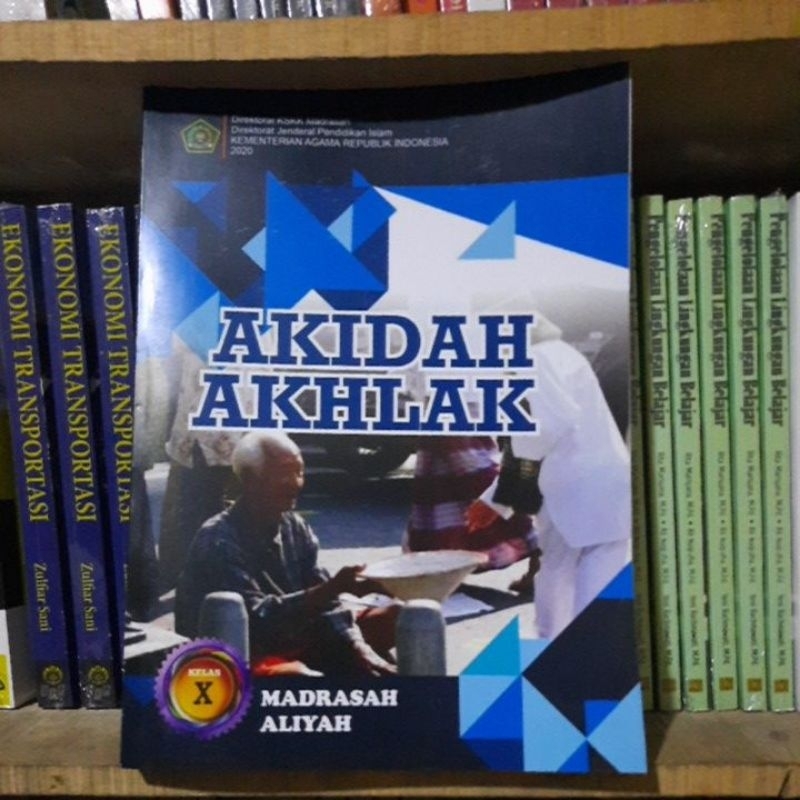 Direktorat KSKK Madrasah
Direktorat Jenderal Pendidikan Islam
KEMENTERIAN AGAMA REPUBLIK INDONESIA
2020
AKIDAH
AKHLAK
KELAS
X
MADRASAH
ALIYAH
EKONOMI TRANSPORTASI
Zulfiar Sani
EKONOMI TRANSPORTASI
Zulfiar Sani
EKONOMI TRANSPORTASI
Pengelolaan Lingkungan Belajar
Pengelolaan Lingkungan Belajar
Pengelolaan Lingkungan Belajar
Pengelolaan Lingkungan Belajar
Pengelolaan Lingkungan Belajar